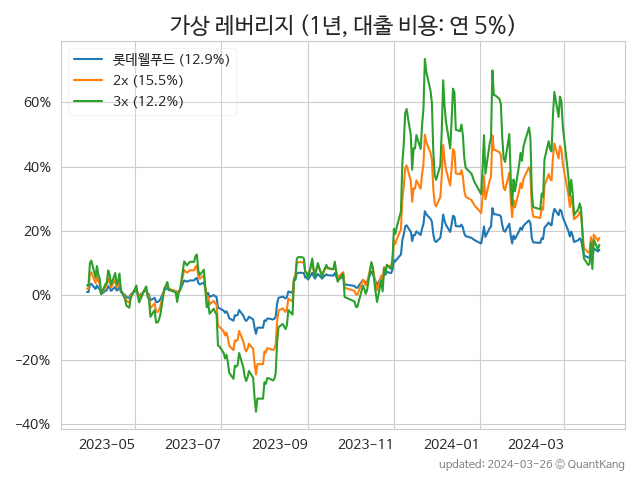 가상 레버리지 (1년, 대출 비용: 연 5%)
롯데웰푸드 (12.9%)
2x (15.5%)
3x (12.2%)
60%
40%
20%
0%
−20%
−40%
2023-05
2023-07
2023-09
2023-11
2024-01
2024-03
updated: 2024-03-26 © QuantKang